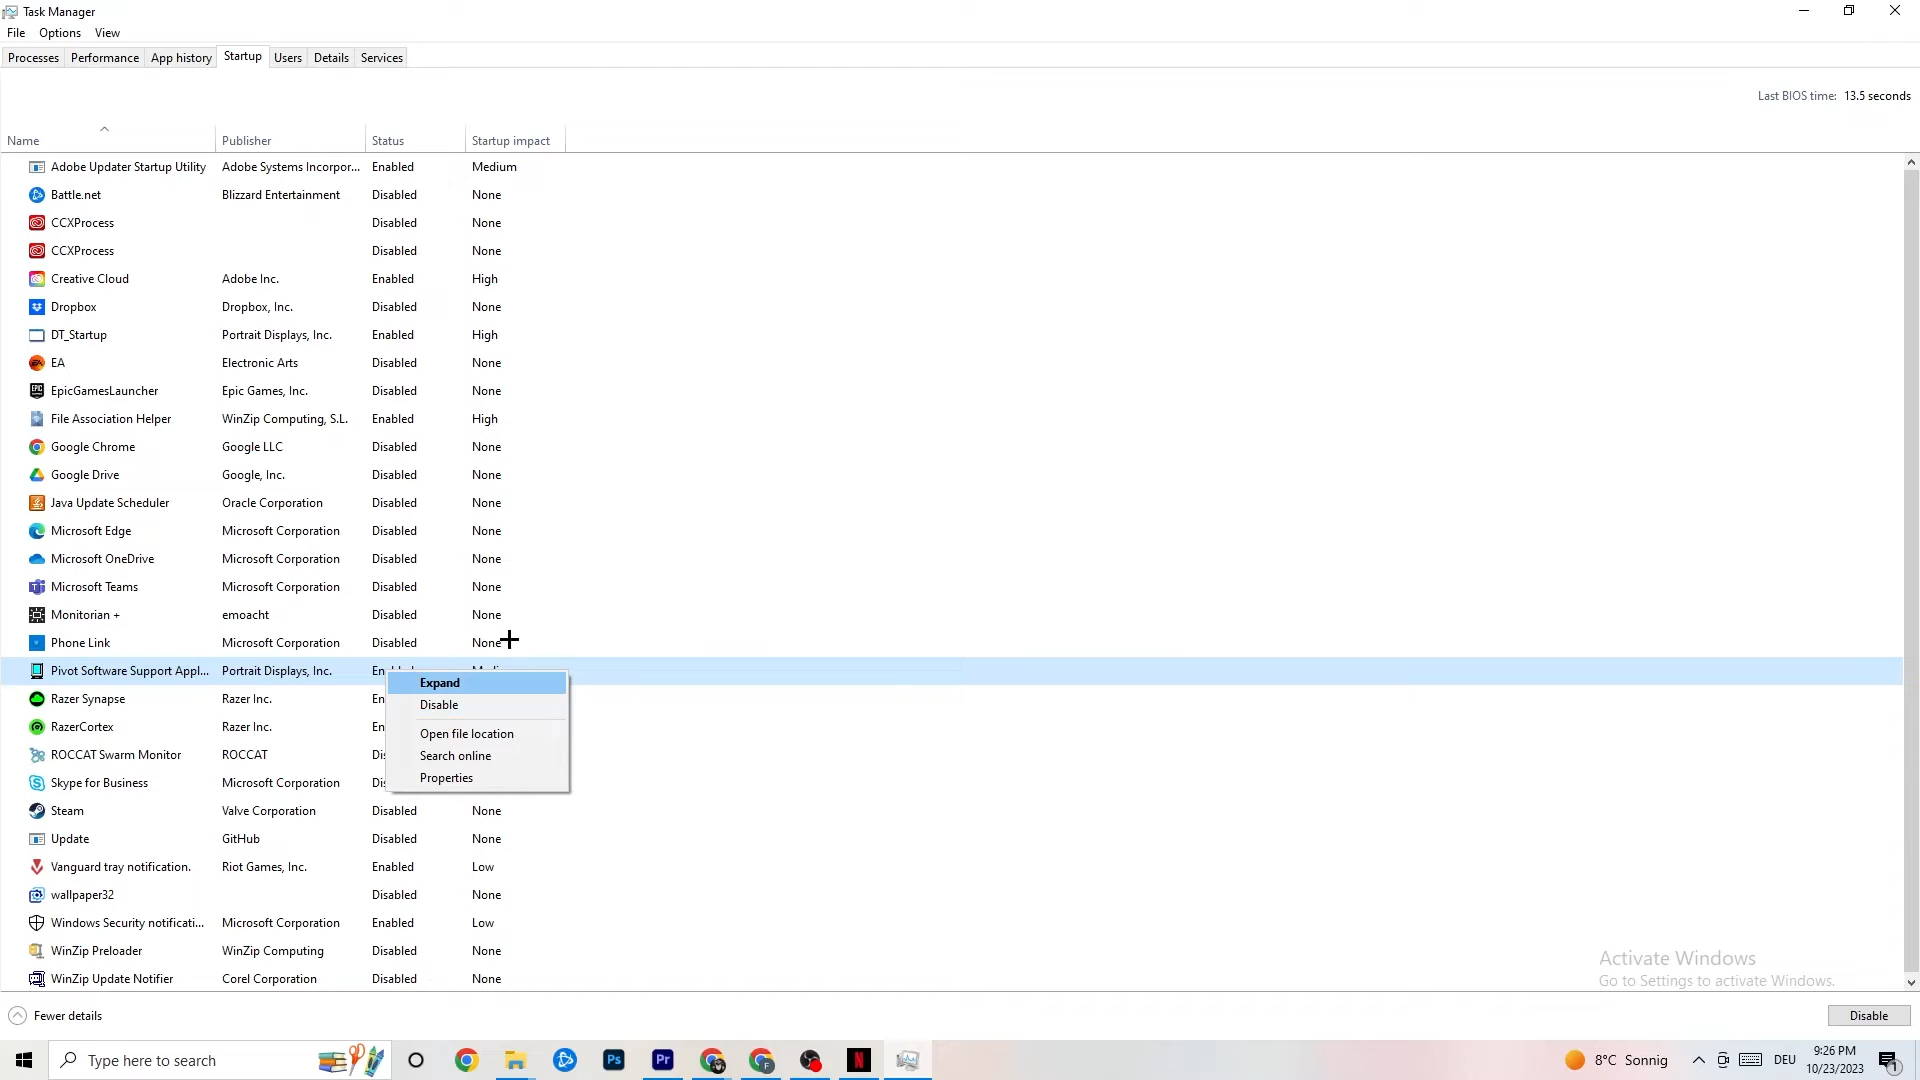 Task Manager
File Options View
Processes Performance App history Startup Users Details Services
Last BIOS time: 13.5 seconds
Name Publisher Status Startup impact
Adobe Updater Startup Utility Adobe Systems Incorpor... Enabled Medium
Battle.net Blizzard Entertainment Disabled None
CCXProcess Disabled None
CCXProcess Disabled None
Creative Cloud Adobe Inc. Enabled High
Dropbox Dropbox, Inc. Disabled None
DT_Startup Portrait Displays, Inc. Enabled High
EA Electronic Arts Disabled None
EpicGamesLauncher Epic Games, Inc. Disabled None
File Association Helper WinZip Computing, S.L. Enabled High
Google Chrome Google LLC Disabled None
Google Drive Google, Inc. Disabled None
Java Update Scheduler Oracle Corporation Disabled None
Microsoft Edge Microsoft Corporation Disabled None
Microsoft OneDrive Microsoft Corporation Disabled None
Microsoft Teams Microsoft Corporation Disabled None
Monitorian + emoacht Disabled None
Phone Link Microsoft Corporation Disabled None
Pivot Software Support Appl... Portrait Displays, Inc.
Expand
Razer Synapse Razer Inc. En
Disable
RazerCortex Razer Inc. En
Open file location
ROCCAT Swarm Monitor ROCCAT Dis
Search online
Skype for Business Microsoft Corporation Dis
Properties
Steam Valve Corporation Disabled None
Update GitHub Disabled None
Vanguard tray notification. Riot Games, Inc. Enabled Low
wallpaper32 Disabled None
Windows Security notificati... Microsoft Corporation Enabled Low
WinZip Preloader WinZip Computing Disabled None
WinZip Update Notifier Corel Corporation Disabled None
Activate Windows
Go to Settings to activate Windows.
Fewer details Disable
Type here to search Ps Pr F N 8°C Sonnig DEU 9:26 PM
10/23/2023 1